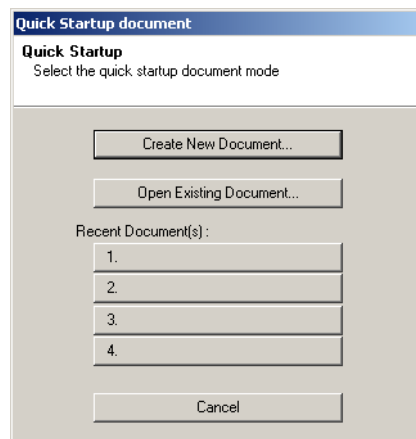 Quick Startup document
Quick Startup
Select the quick startup document mode
Create New Document...
Open Existing Document...
Recent Document(s) :
1.
2.
3.
4.
Cancel